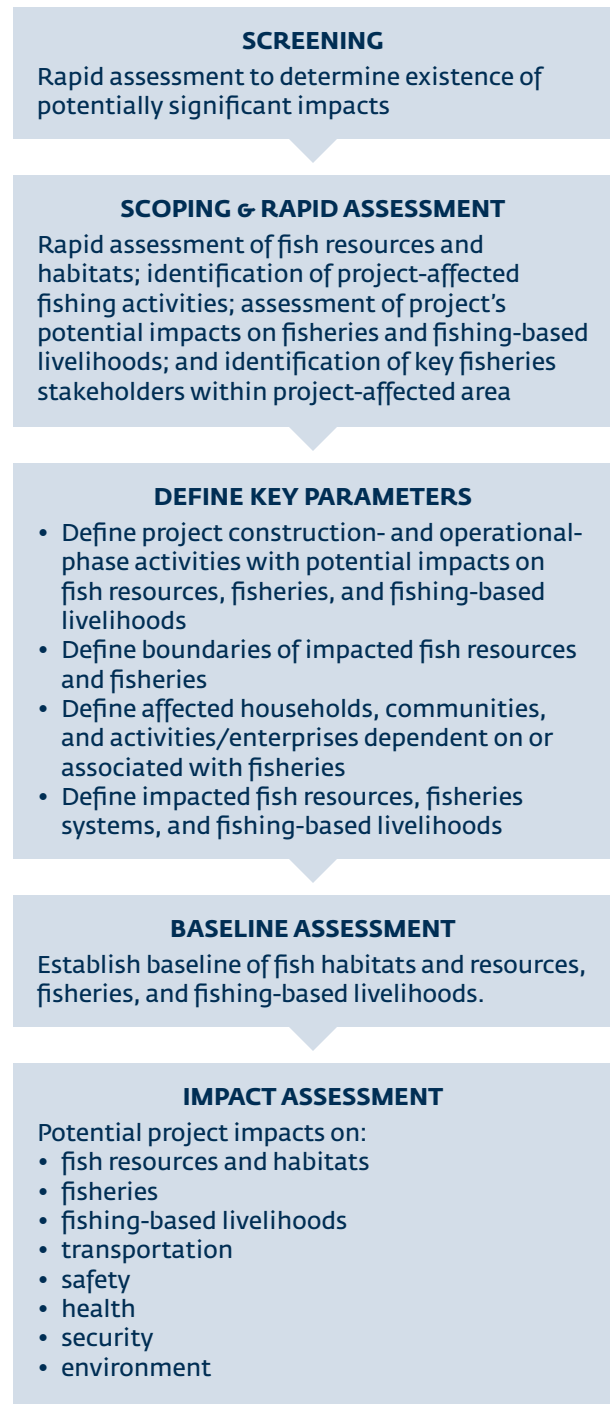 SCREENING
Rapid assessment to determine existence of
potentially significant impacts
SCOPING & RAPID ASSESSMENT
Rapid assessment of fish resources and
habitats; identification of project-affected
fishing activities; assessment of project's
potential impacts on fisheries and fishing-based
livelihoods; and identification of key fisheries
stakeholders within project-affected area
DEFINE KEY PARAMETERS
• Define project construction- and operational-
phase activities with potential impacts on
fish resources, fisheries, and fishing-based
livelihoods
• Define boundaries of impacted fish resources
and fisheries
• Define affected households, communities,
and activities/enterprises dependent on or
associated with fisheries
• Define impacted fish resources, fisheries
systems, and fishing-based livelihoods
BASELINE ASSESSMENT
Establish baseline of fish habitats and resources,
fisheries, and fishing-based livelihoods.
IMPACT ASSESSMENT
Potential project impacts on:
• fish resources and habitats
• fisheries
• fishing-based livelihoods
• transportation
• safety
• health
• security
• environment